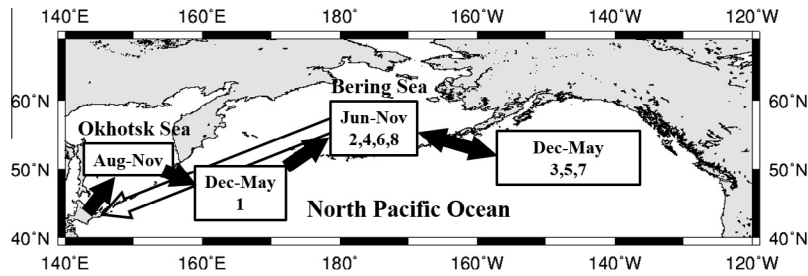 140°E 160°E 180° 160°W 140°W 120°W
Bering Sea
60°N 60°N
Jun-Nov
2,4,6,8
Okhotsk Sea
Aug-Nov
Dec-May
3,5,7
50°N 50°N
Dec-May
1
North Pacific Ocean
40°N 40°N
140°E 160°E 180° 160°W 140°W 120°W